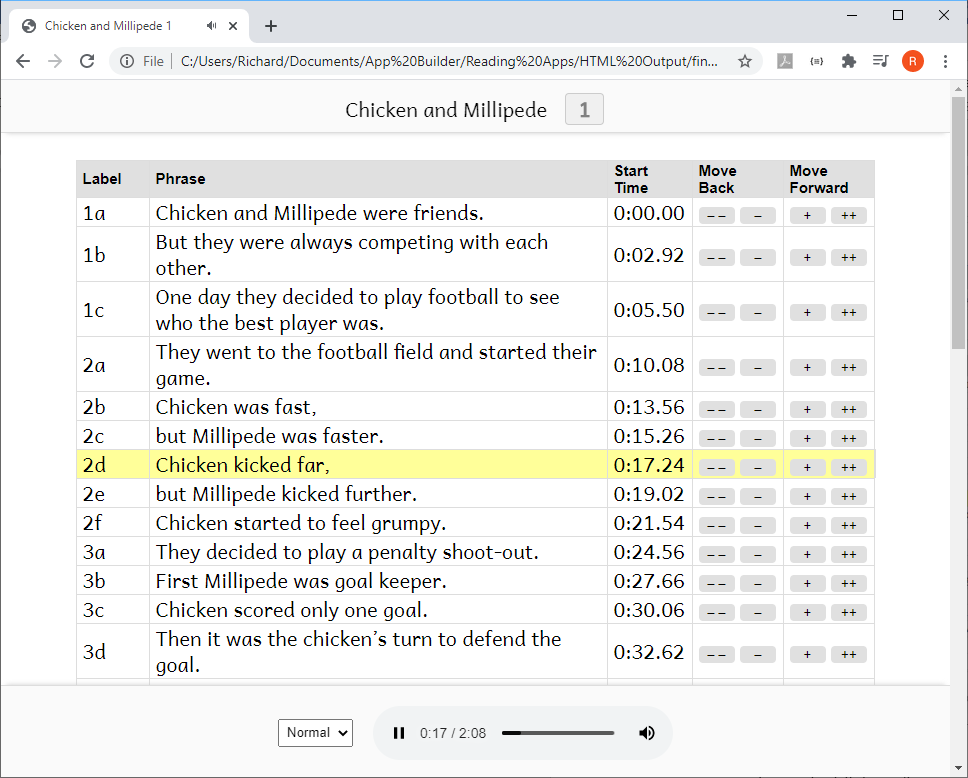 Chicken and Millipede 1
File C:/Users/Richard/Documents/App%20Builder/Reading%20Apps/HTML%20Output/fin...
R
Chicken and Millipede 1
Label Phrase Start Time Move Back Move Forward
1a Chicken and Millipede were friends. 0:00.00 – – – + ++
1b But they were always competing with each
other. 0:02.92 – – – + ++
1c One day they decided to play football to see
who the best player was. 0:05.50 – – – + ++
2a They went to the football field and started their
game. 0:10.08 – – – + ++
2b Chicken was fast, 0:13.56 – – – + ++
2c but Millipede was faster. 0:15.26 – – – + ++
2d Chicken kicked far, 0:17.24 – – – + ++
2e but Millipede kicked further. 0:19.02 – – – + ++
2f Chicken started to feel grumpy. 0:21.54 – – – + ++
3a They decided to play a penalty shoot-out. 0:24.56 – – – + ++
3b First Millipede was goal keeper. 0:27.66 – – – + ++
3c Chicken scored only one goal. 0:30.06 – – – + ++
3d Then it was the chicken’s turn to defend the
goal. 0:32.62 – – – + ++
Normal 0:17 / 2:08